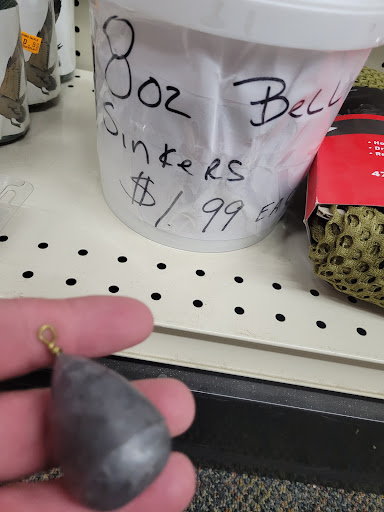 8oz Bell
Sinkers
$1.99 EA